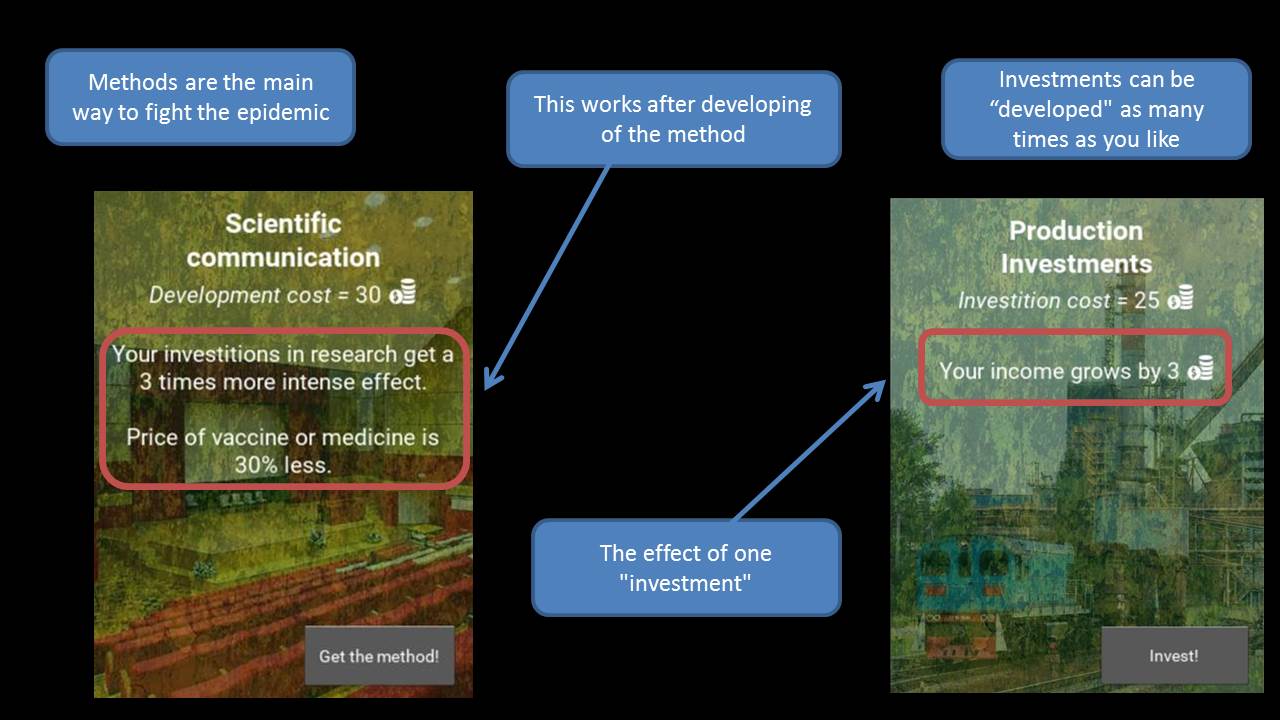 Methods are the main
way to fight the epidemic
This works after developing
of the method
Investments can be
“developed" as many
times as you like
Scientific
communication
Development cost = 30
Your investitions in research get a
3 times more intense effect.
Price of vaccine or medicine is
30% less.
Get the method!
The effect of one
"investment"
Production
Investments
Investition cost = 25
Your income grows by 3
Invest!